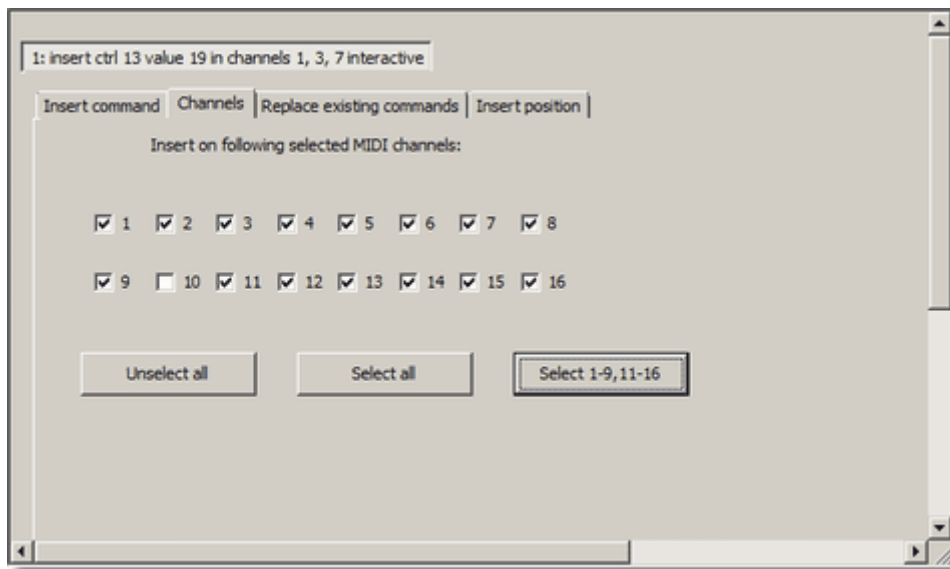 1: insert ctrl 13 value 19 in channels 1, 3, 7 interactive
Insert command Channels Replace existing commands Insert position
Insert on following selected MIDI channels:
1 2 3 4 5 6 7 8
9 10 11 12 13 14 15 16
Unselect all Select all Select 1-9,11-16